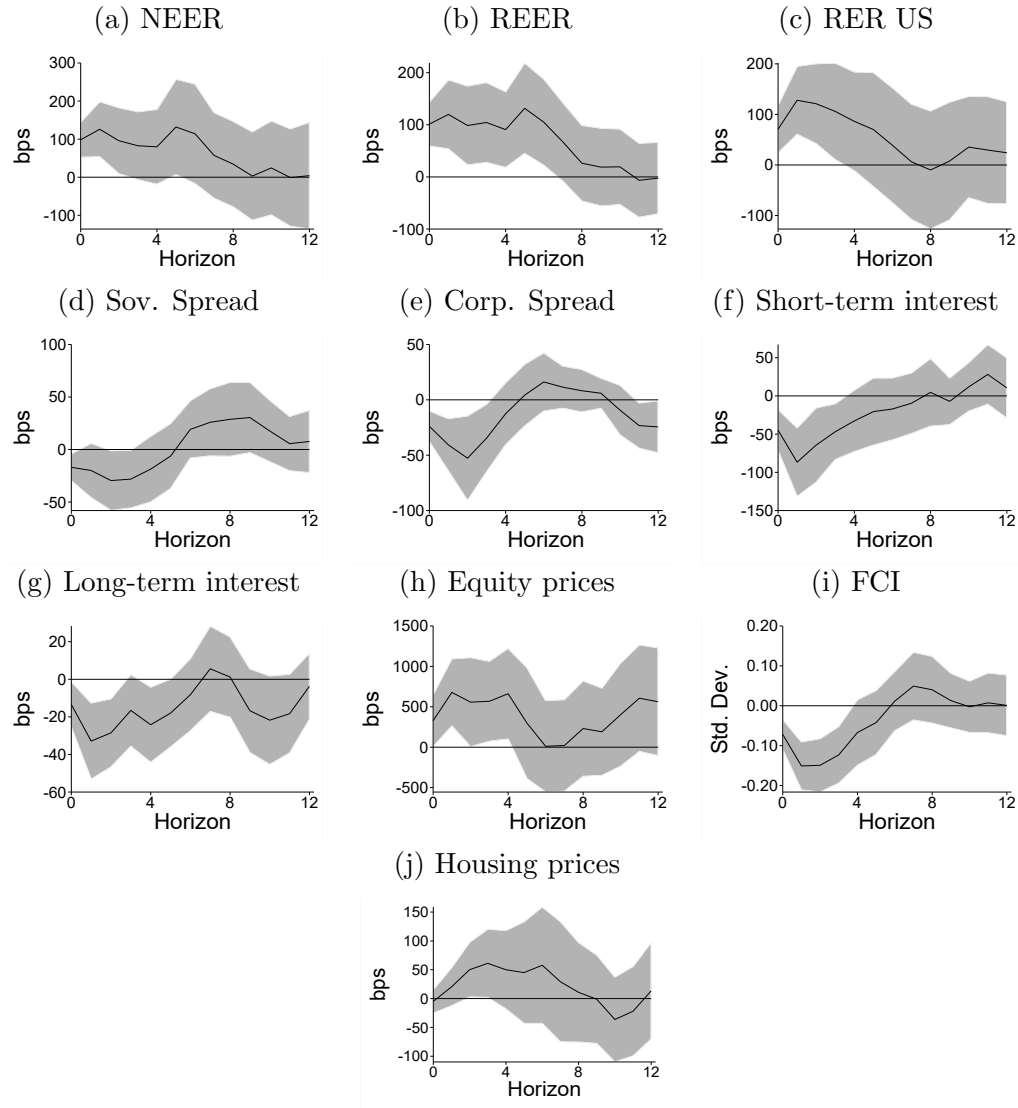 (a) NEER
300
200
100
0
-100
bps
0 4 8 12
Horizon
(b) REER
200
100
0
-100
bps
0 4 8 12
Horizon
(c) RER US
200
100
0
-100
bps
0 4 8 12
Horizon
(d) Sov. Spread
100
50
0
-50
bps
0 4 8 12
Horizon
(e) Corp. Spread
50
0
-50
-100
bps
0 4 8 12
Horizon
(f) Short-term interest
50
0
-50
-100
-150
bps
0 4 8 12
Horizon
(g) Long-term interest
20
0
-20
-40
-60
bps
0 4 8 12
Horizon
(h) Equity prices
1500
1000
500
0
-500
bps
0 4 8 12
Horizon
(i) FCI
0.20
0.10
0.00
-0.10
-0.20
Std. Dev.
0 4 8 12
Horizon
(j) Housing prices
150
100
50
0
-50
-100
bps
0 4 8 12
Horizon